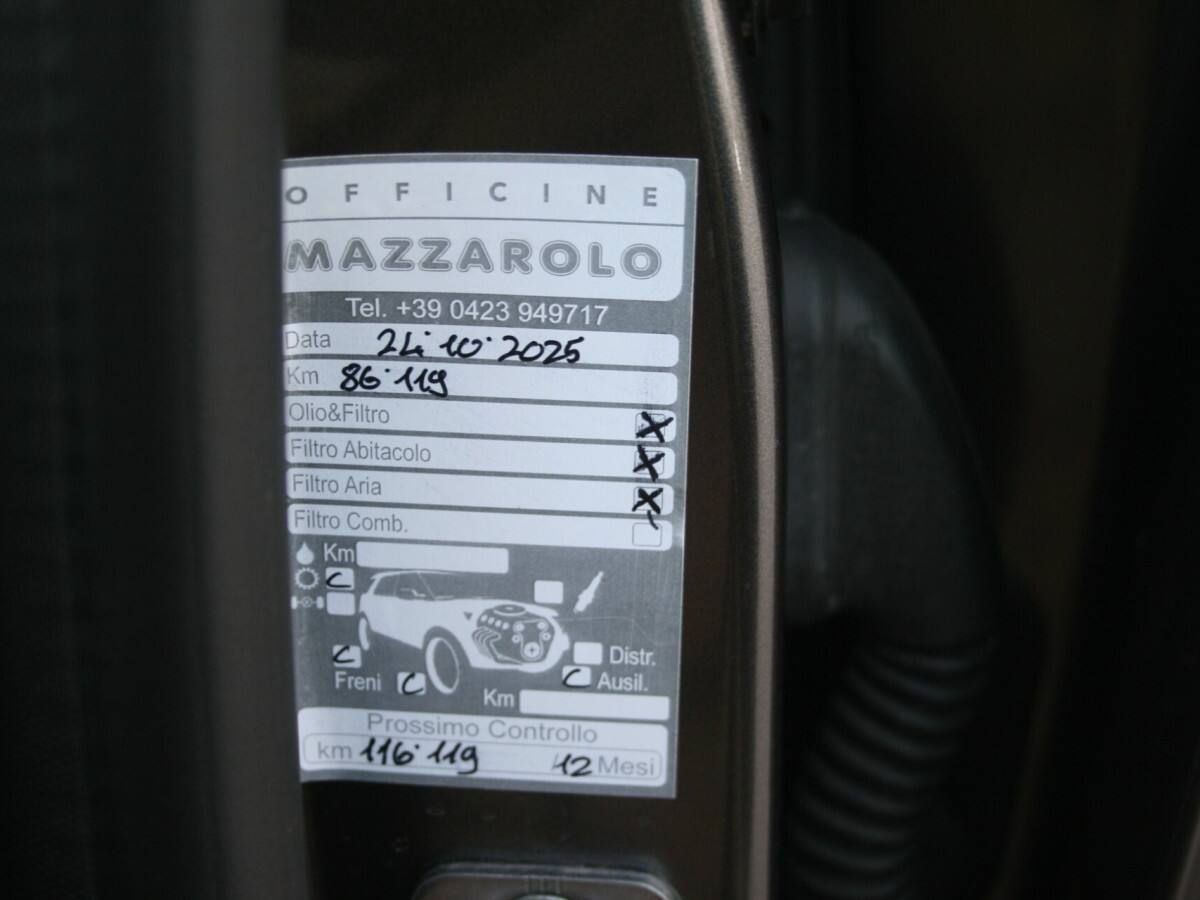 OFFICINE
MAZZAROLO
Tel. +39 0423 949717
Data 24·10·2025
Km 86·119
Olio&Filtro X
Filtro Abitacolo X
Filtro Aria X
Filtro Comb.
Km
C
C
Distr.
Freni C
C Ausil.
Km
Prossimo Controllo
km 116·119 12 Mesi